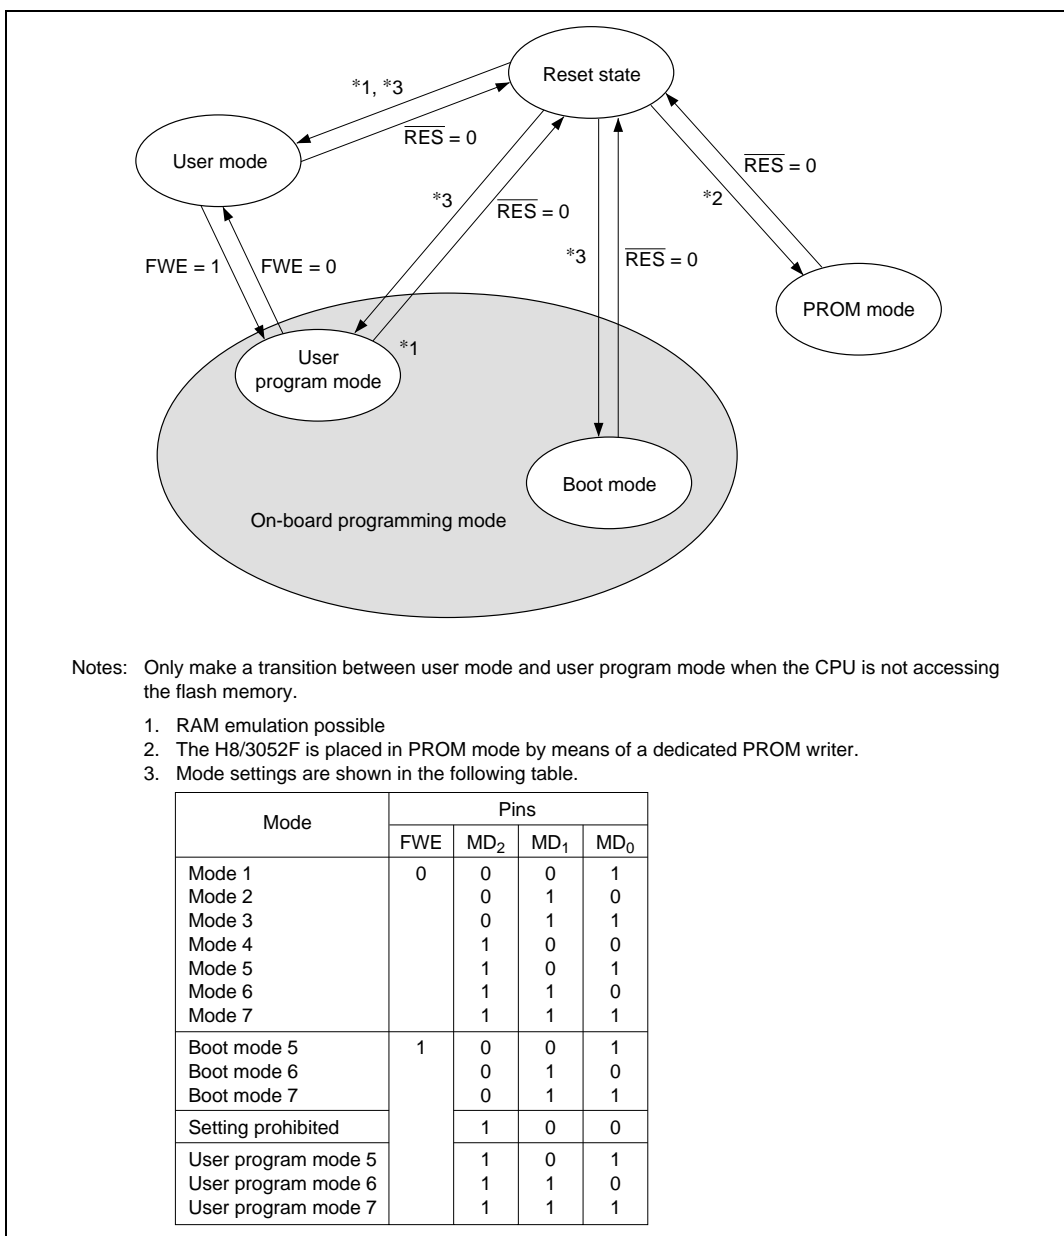 Reset state
*1, *3
RES = 0
User mode
RES = 0
*3
RES = 0
*2
*3
RES = 0
FWE = 1
FWE = 0
PROM mode
*1
User
program mode
Boot mode
On-board programming mode
Notes: Only make a transition between user mode and user program mode when the CPU is not accessing
the flash memory.
1. RAM emulation possible
2. The H8/3052F is placed in PROM mode by means of a dedicated PROM writer.
3. Mode settings are shown in the following table.
Mode Pins
FWE MD2 MD1 MD0
Mode 1 0 0 0 1
Mode 2 0 1 0
Mode 3 0 1 1
Mode 4 1 0 0
Mode 5 1 0 1
Mode 6 1 1 0
Mode 7 1 1 1
Boot mode 5 1 0 0 1
Boot mode 6 0 1 0
Boot mode 7 0 1 1
Setting prohibited 1 0 0
User program mode 5 1 0 1
User program mode 6 1 1 0
User program mode 7 1 1 1